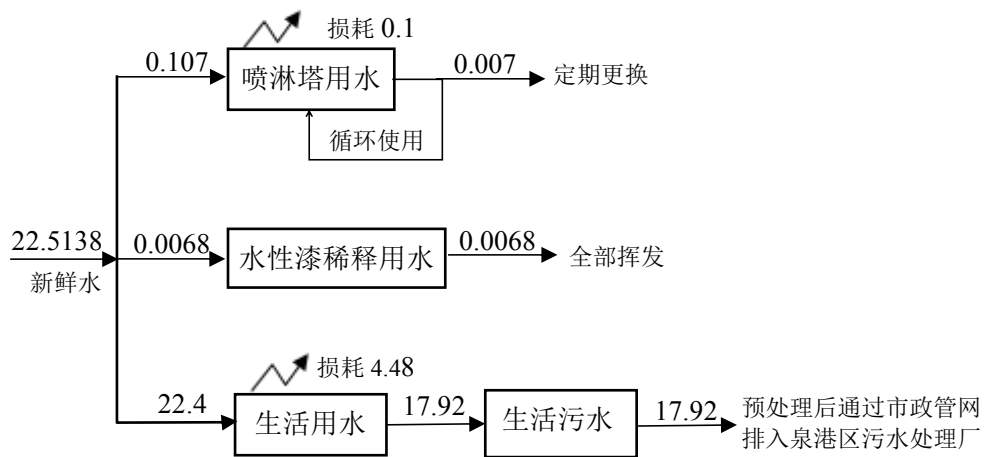 损耗 0.1
0.107
喷淋塔用水
0.007
定期更换
循环使用
22.5138
新鲜水
0.0068
水性漆稀释用水
0.0068
全部挥发
损耗 4.48
22.4
生活用水
17.92
生活污水
17.92
预处理后通过市政管网
排入泉港区污水处理厂